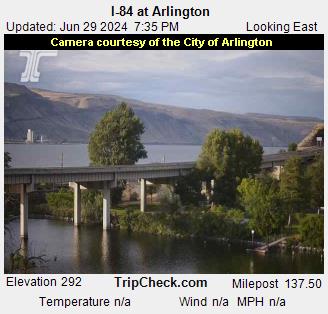 I-84 at Arlington
Updated: Jun 29 2024 7:35 PM Looking East
Camera courtesy of the City of Arlington
Elevation 292 TripCheck.com Milepost 137.50
Temperature n/a Wind n/a MPH n/a